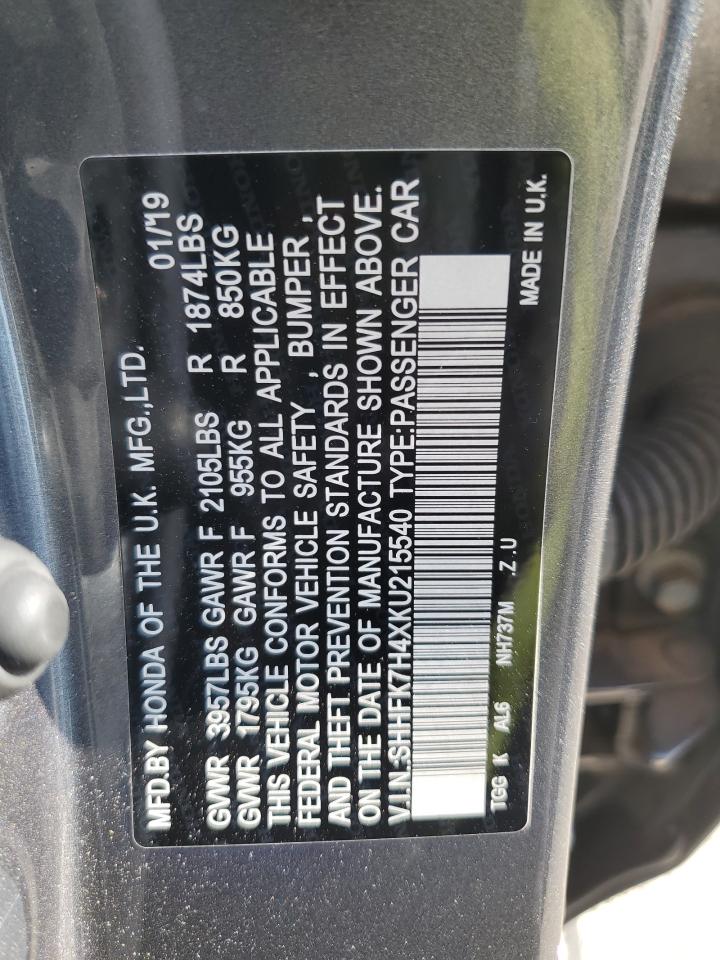 MFD.BY HONDA OF THE U.K. MFG.,LTD. 01/19
GVWR 3957LBS GAWR F 2105LBS R 1874LBS
GVWR 1795KG GAWR F 955KG R 850KG
THIS VEHICLE CONFORMS TO ALL APPLICABLE
FEDERAL MOTOR VEHICLE SAFETY , BUMPER ,
AND THEFT PREVENTION STANDARDS IN EFFECT
ON THE DATE OF MANUFACTURE SHOWN ABOVE.
V.I.N.:SHHFK7H4XKU215540 TYPE:PASSENGER CAR
TGG K AL6 NH737M .Z .U MADE IN U.K.